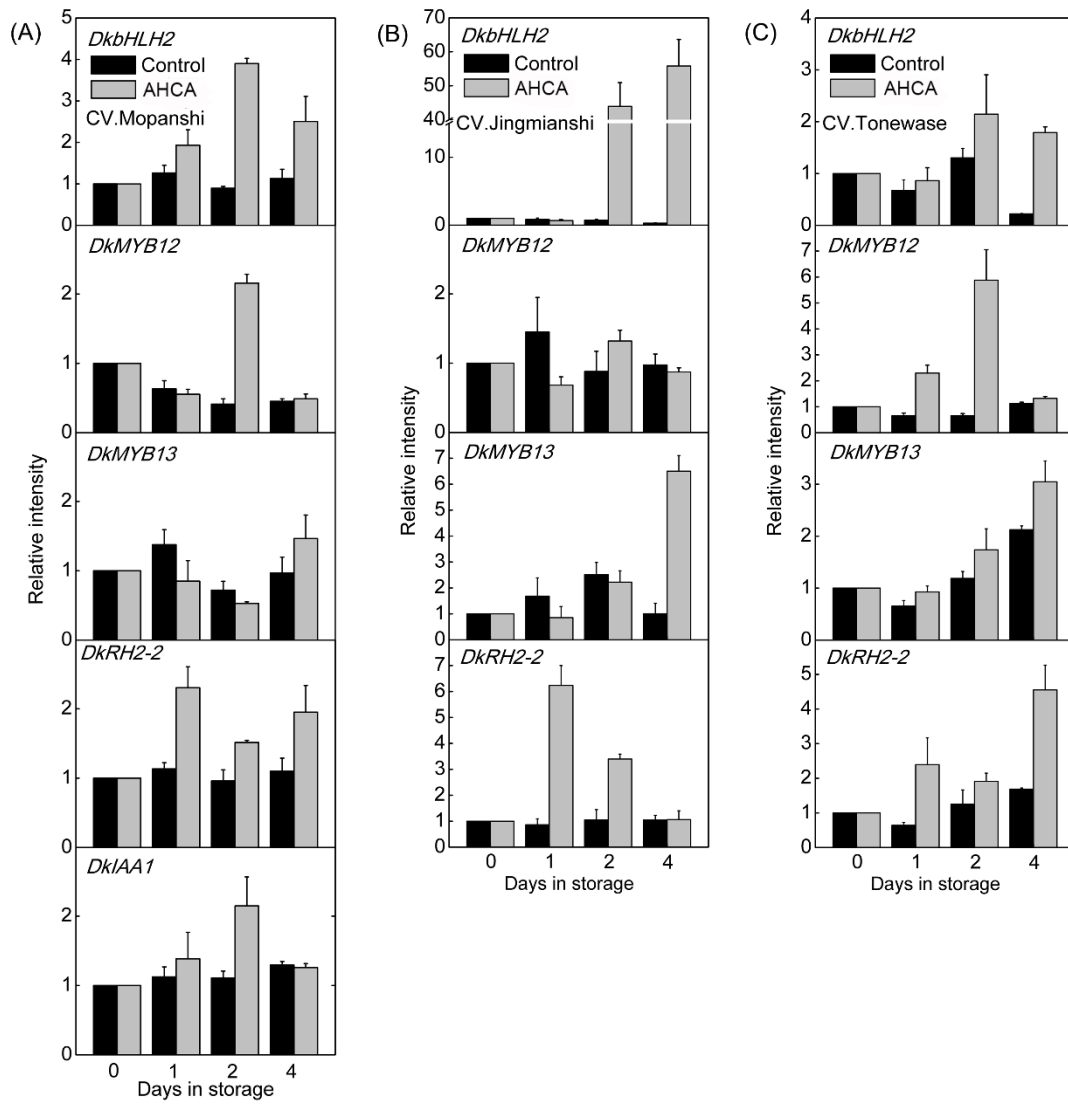 (A)
DkbHLH2
Control
AHCA
CV.Mopanshi
5
4
3
2
1
0
DkMYB12
2
1
0
DkMYB13
2
1
0
DkRH2-2
2
1
0
DkIAA1
2
1
0
0 1 2 4
Days in storage
Relative intensity
(B)
DkbHLH2
Control
AHCA
CV.Jingmianshi
70
60
50
40
10
0
DkMYB12
2
1
0
DkMYB13
7
6
5
4
3
2
1
0
DkRH2-2
7
6
5
4
3
2
1
0
0 1 2 4
Days in storage
Relative intensity
(C)
DkbHLH2
Control
AHCA
CV.Tonewase
4
3
2
1
0
DkMYB12
7
6
5
4
3
2
1
0
DkMYB13
3
2
1
0
DkRH2-2
5
4
3
2
1
0
0 1 2 4
Days in storage
Relative intensity